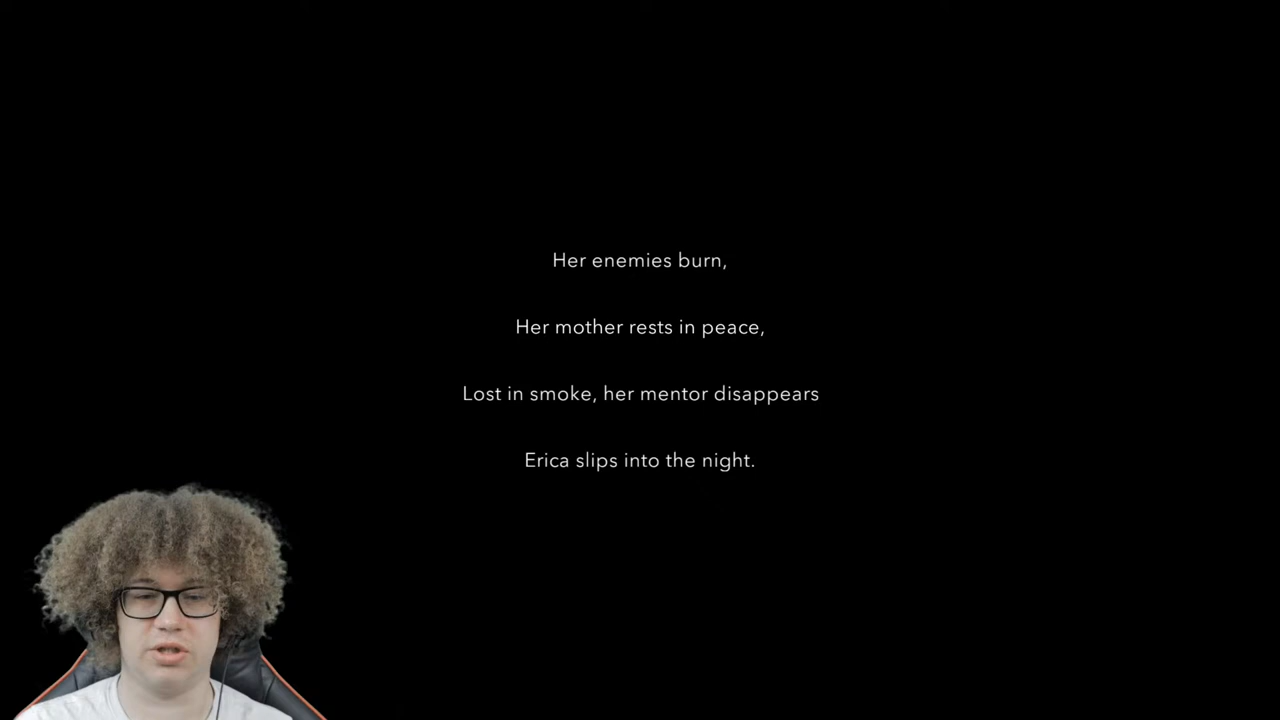 Her enemies burn,
Her mother rests in peace,
Lost in smoke, her mentor disappears
Erica slips into the night.